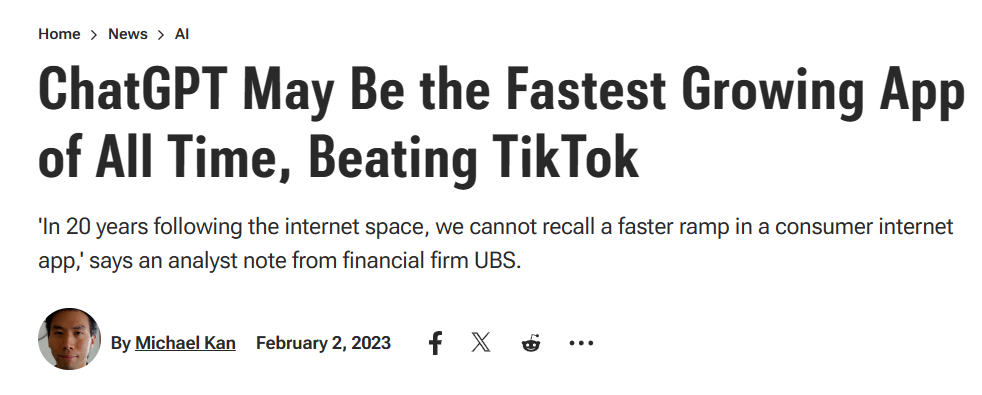 Home > News > AI
ChatGPT May Be the Fastest Growing App
of All Time, Beating TikTok
'In 20 years following the internet space, we cannot recall a faster ramp in a consumer internet
app,' says an analyst note from financial firm UBS.
By Michael Kan February 2, 2023